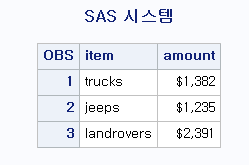 SAS 시스템
OBS item amount
1 trucks $1,382
2 jeeps $1,235
3 landrovers $2,391